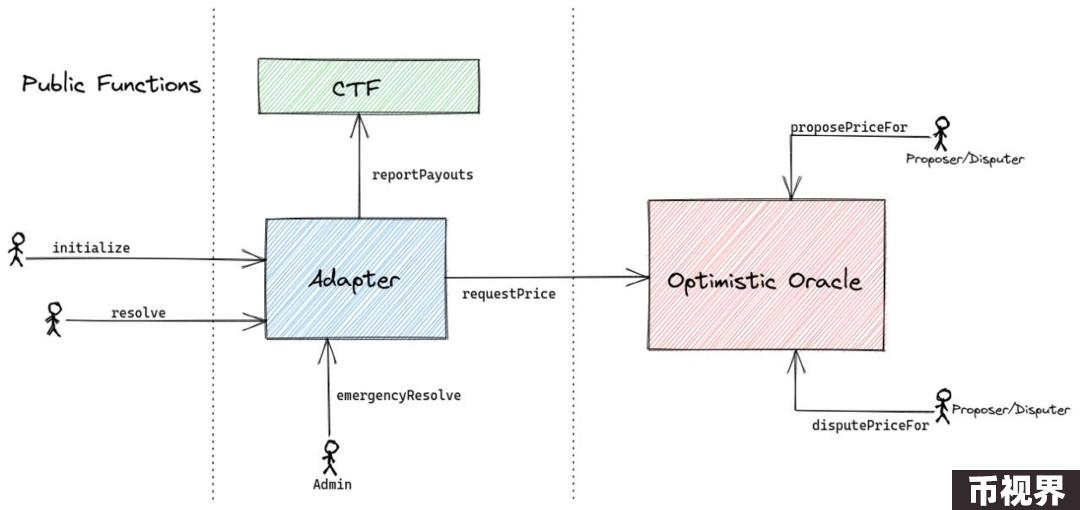 Public Functions
CTF
reportPayouts
initialize
resolve
Adapter
requestPrice
emergencyResolve
Admin
proposePriceFor
Proposer/Disputer
Optimistic Oracle
Proposer/Disputer
disputePriceFor
币视界